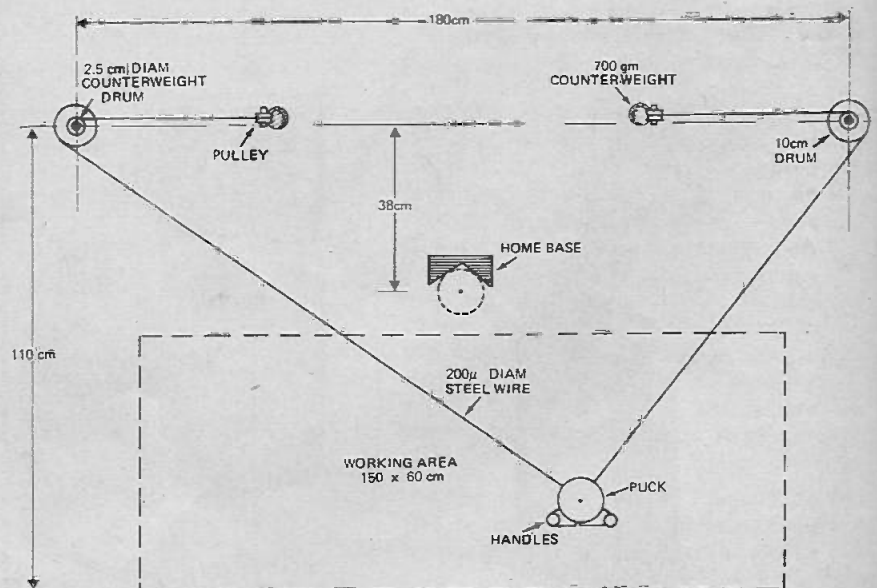 180cm
2.5 cm DIAM
COUNTERWEIGHT
DRUM
700 gm
COUNTERWEIGHT
PULLEY
10cm
DRUM
38cm
HOME BASE
110 cm
200µ DIAM
STEEL WIRE
WORKING AREA
150 x 60 cm
PUCK
HANDLES